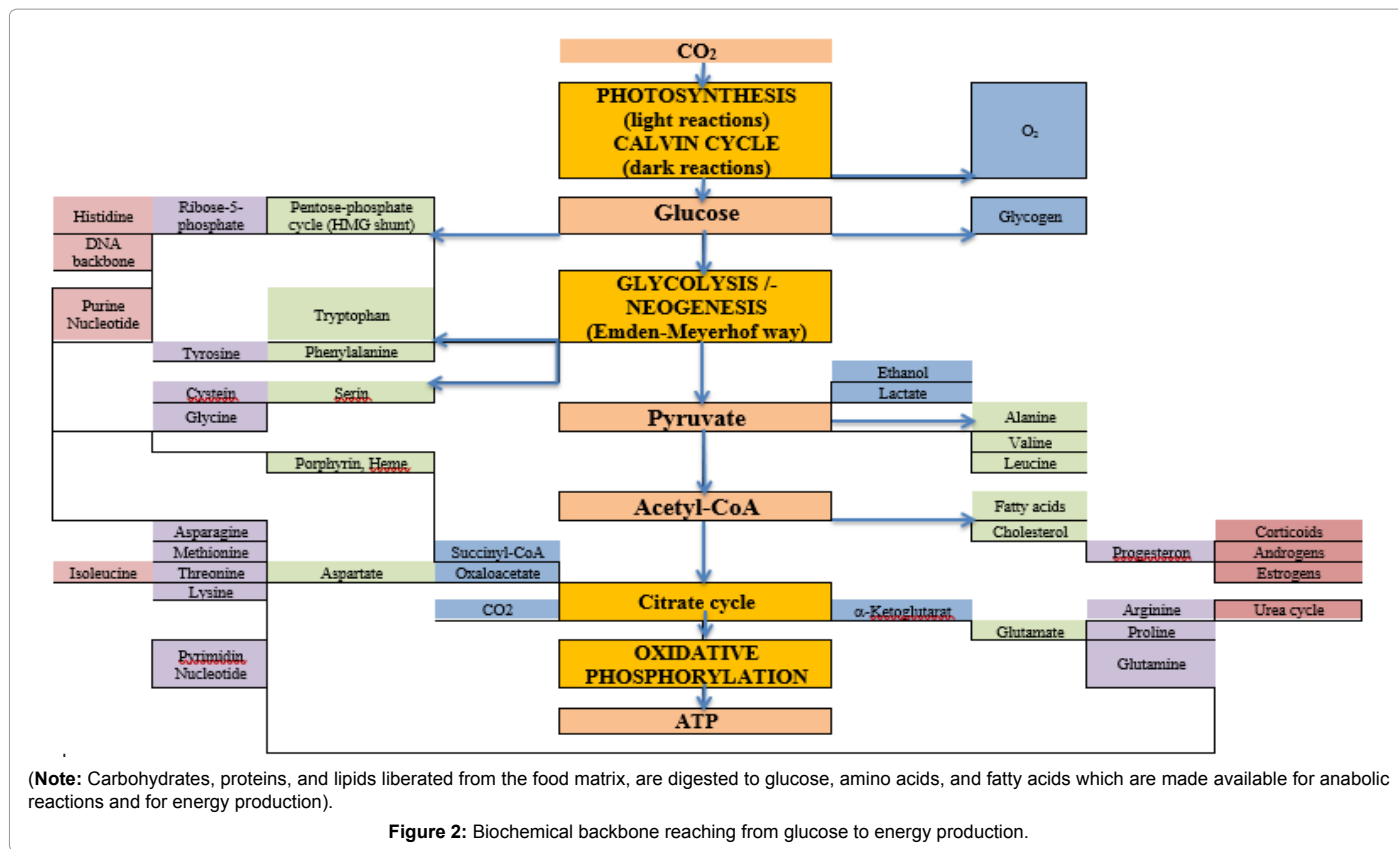 CO₂
PHOTOSYNTHESIS
(light reactions)
CALVIN CYCLE
(dark reactions)
O₂
Histidine
Ribose-5-
phosphate
Pentose-phosphate
cycle (HMG shunt)
Glucose
Glycogen
DNA
backbone
Purine
Nucleotide
Tryptophan
GLYCOLYSIS /-
NEOGENESIS
(Emden-Meyerhof way)
Tyrosine
Phenylalanine
Ethanol
Lactate
Cystein
Serin
Glycine
Pyruvate
Alanine
Valine
Leucine
Porphyrin, Heme
Acetyl-CoA
Fatty acids
Cholesterol
Progesteron
Corticoids
Androgens
Estrogens
Asparagine
Methionine
Isoleucine
Threonine
Lysine
Aspartate
Succinyl-CoA
Oxaloacetate
CO2
Citrate cycle
α-Ketoglutarat
Glutamate
Arginine
Proline
Glutamine
Urea cycle
Pyrimidin
Nucleotide
OXIDATIVE
PHOSPHORYLATION
ATP
(Note: Carbohydrates, proteins, and lipids liberated from the food matrix, are digested to glucose, amino acids, and fatty acids which are made available for anabolic
reactions and for energy production).
Figure 2: Biochemical backbone reaching from glucose to energy production.